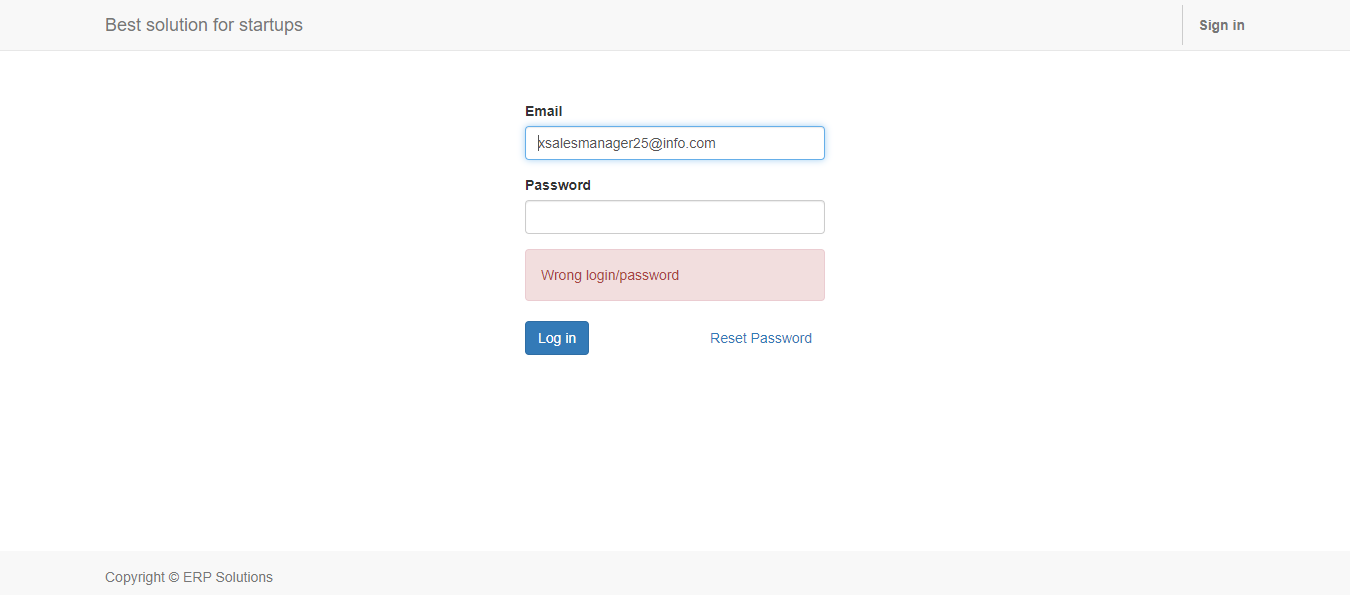 Best solution for startups
Sign in
Email
xsalesmanager25@info.com
Password
Wrong login/password
Log in
Reset Password
Copyright © ERP Solutions